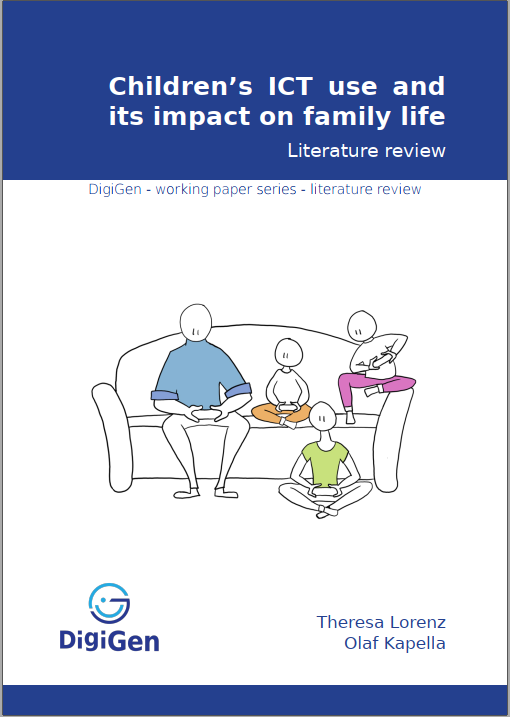 Children’s ICT use and
its impact on family life
Literature review
DigiGen - working paper series - literature review
DigiGen
Theresa Lorenz
Olaf Kapella